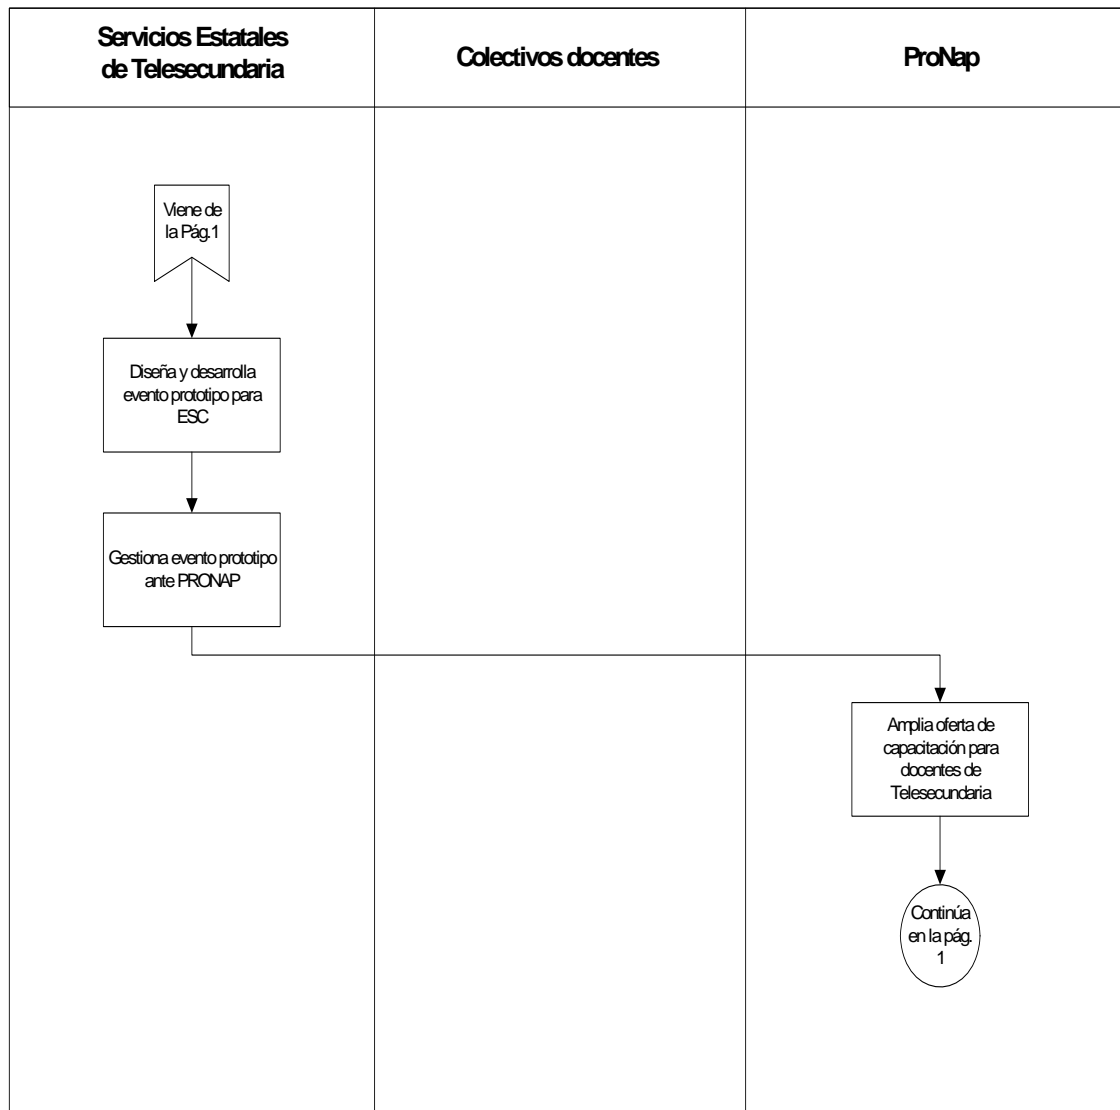 Servicios Estatales
de Telesecundaria
Colectivos docentes
ProNap
Viene de
la Pág.1
Diseña y desarrolla
evento prototipo para
ESC
Gestiona evento prototipo
ante PRONAP
Amplia oferta de
capacitación para
docentes de
Telesecundaria
Continúa
en la pág.
1